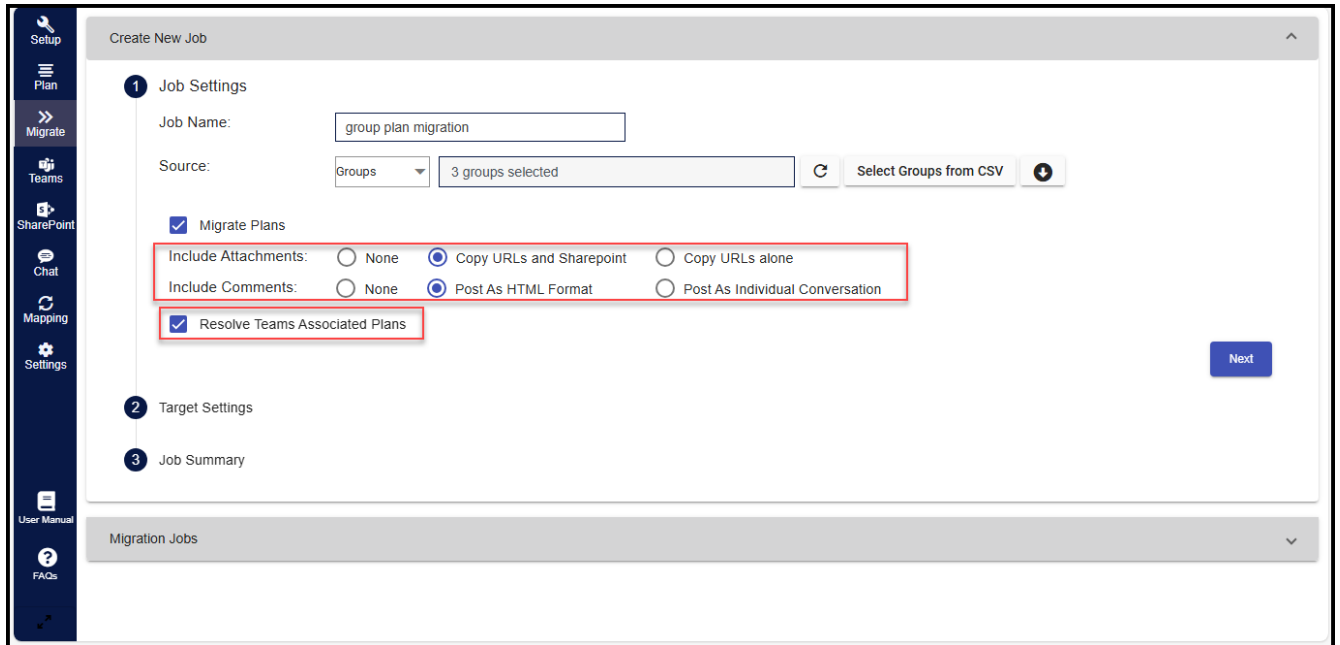 Setup
Plan
Migrate
Teams
SharePoint
Chat
Mapping
Settings
User Manual
FAQs
Create New Job
1 Job Settings
Job Name: group plan migration
Source: Groups 3 groups selected Select Groups from CSV
Migrate Plans
Include Attachments: None Copy URLs and Sharepoint Copy URLs alone
Include Comments: None Post As HTML Format Post As Individual Conversation
Resolve Teams Associated Plans
Next
2 Target Settings
3 Job Summary
Migration Jobs